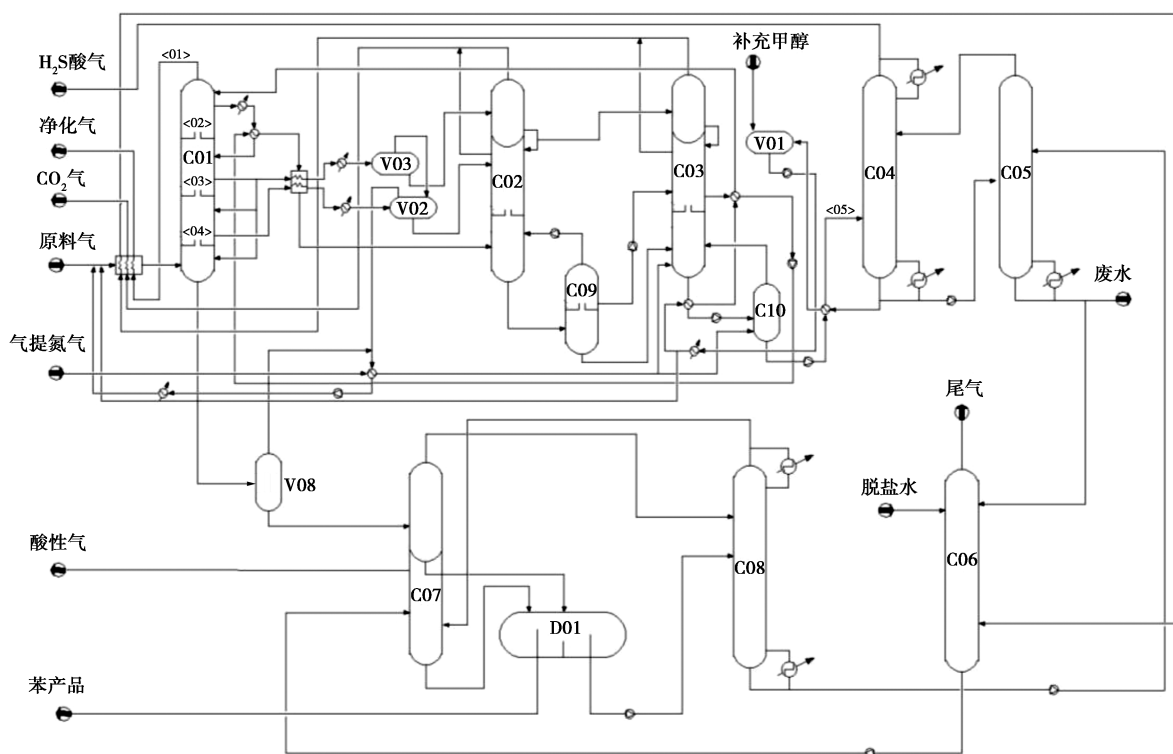 H₂S酸气
净化气
CO₂气
原料气
气提氮气
酸性气
苯产品
补充甲醇
废水
尾气
脱盐水
<01>
<02>
C01
<03>
<04>
V03
V02
C02
C09
C03
C10
V01
C04
<05>
C05
V08
C07
D01
C08
C06